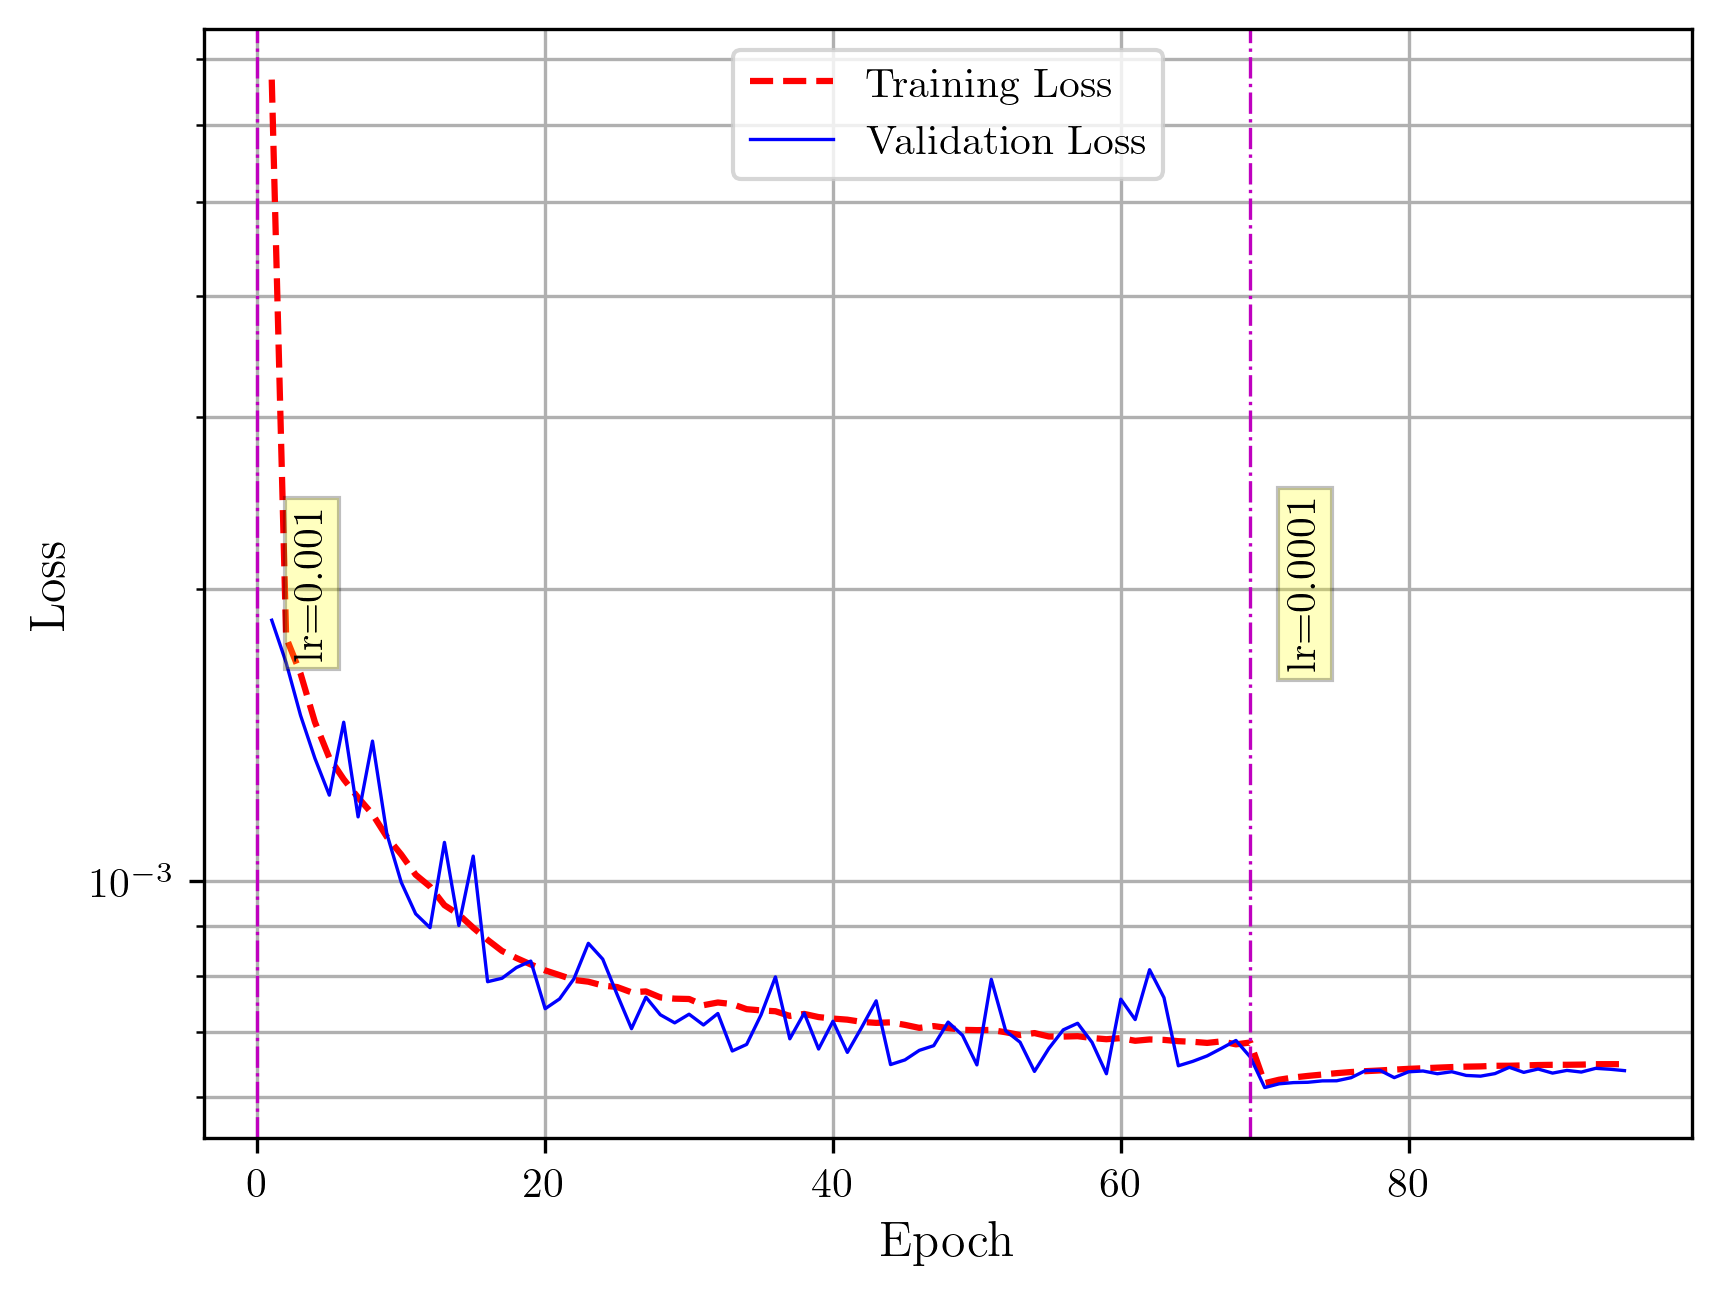 Training Loss
Validation Loss
Loss
lr=0.001
lr=0.0001
10⁻³
0 20 40 60 80
Epoch